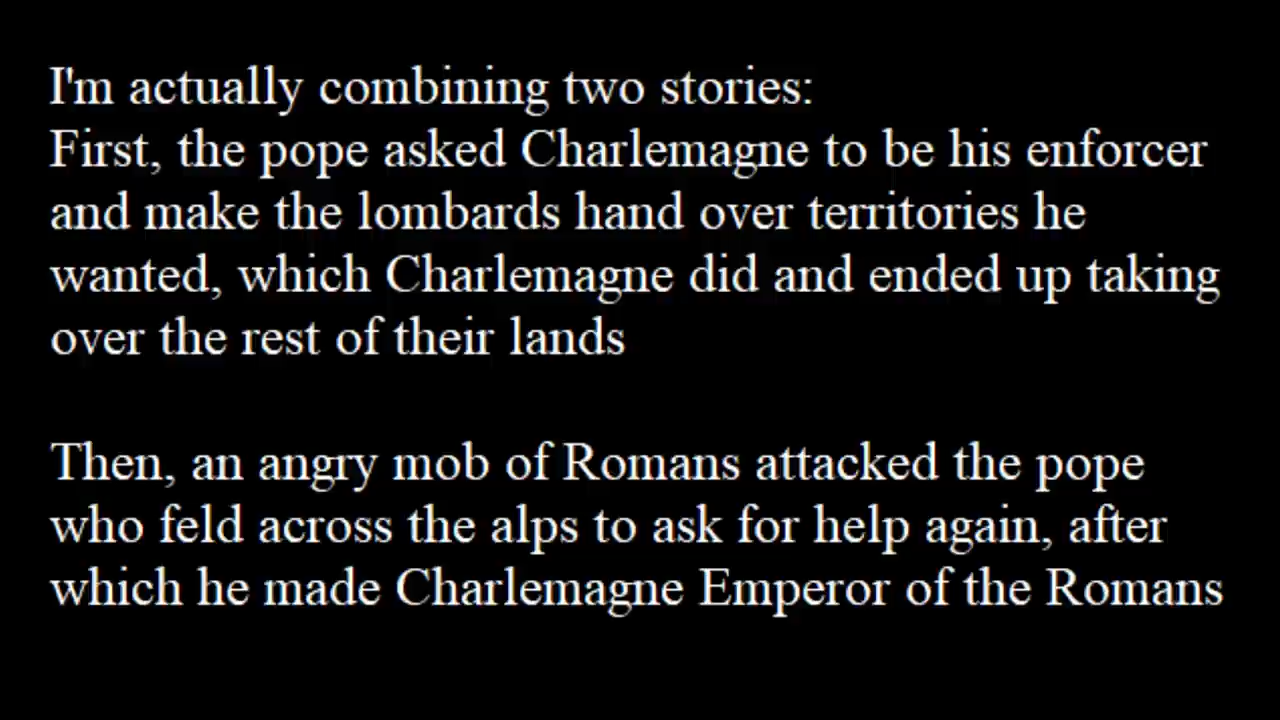 I'm actually combining two stories:
First, the pope asked Charlemagne to be his enforcer
and make the lombards hand over territories he
wanted, which Charlemagne did and ended up taking
over the rest of their lands
Then, an angry mob of Romans attacked the pope
who feld across the alps to ask for help again, after
which he made Charlemagne Emperor of the Romans